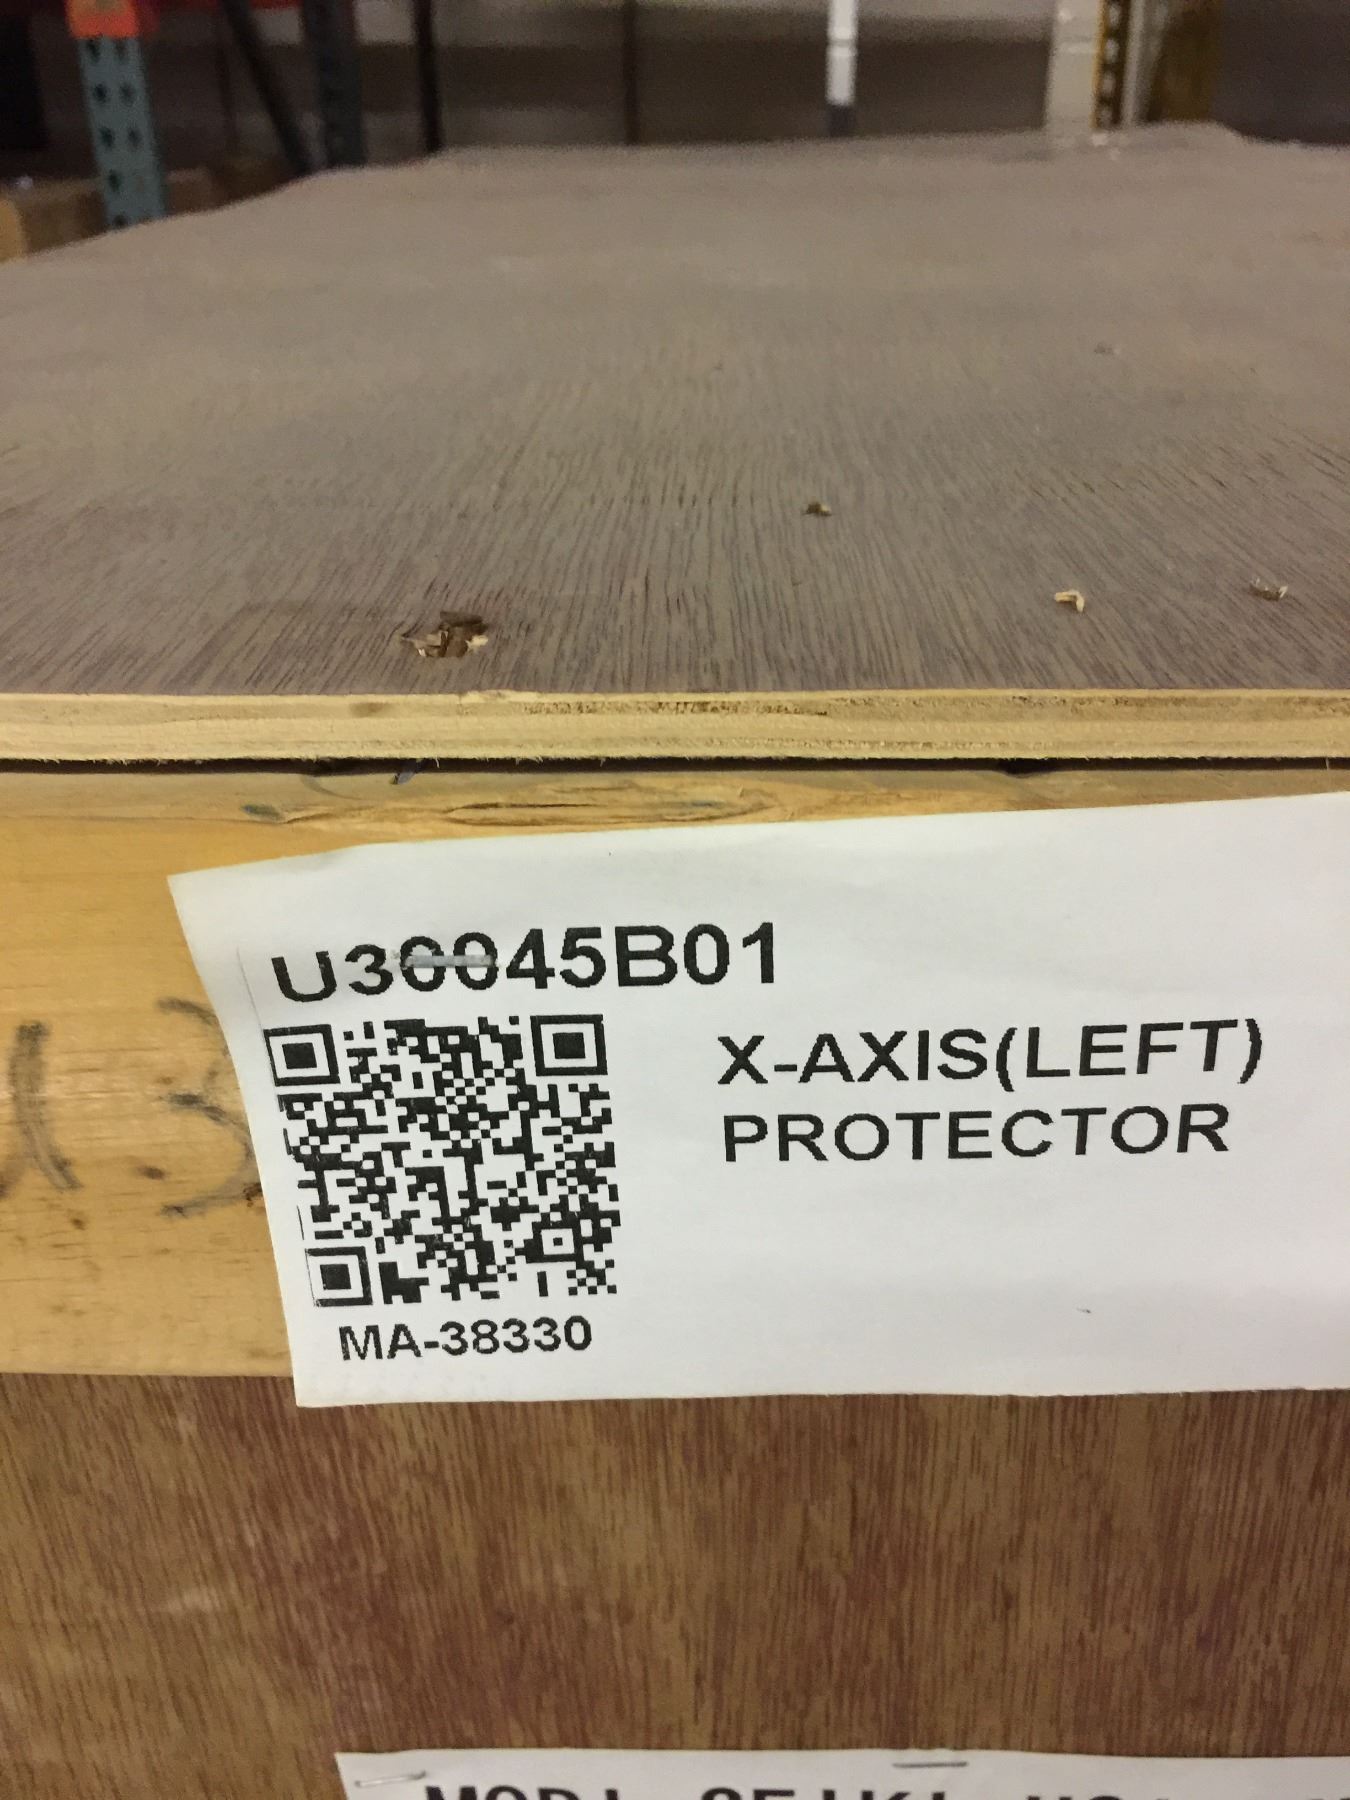 U30045B01
X-AXIS(LEFT)
PROTECTOR
MA-38330